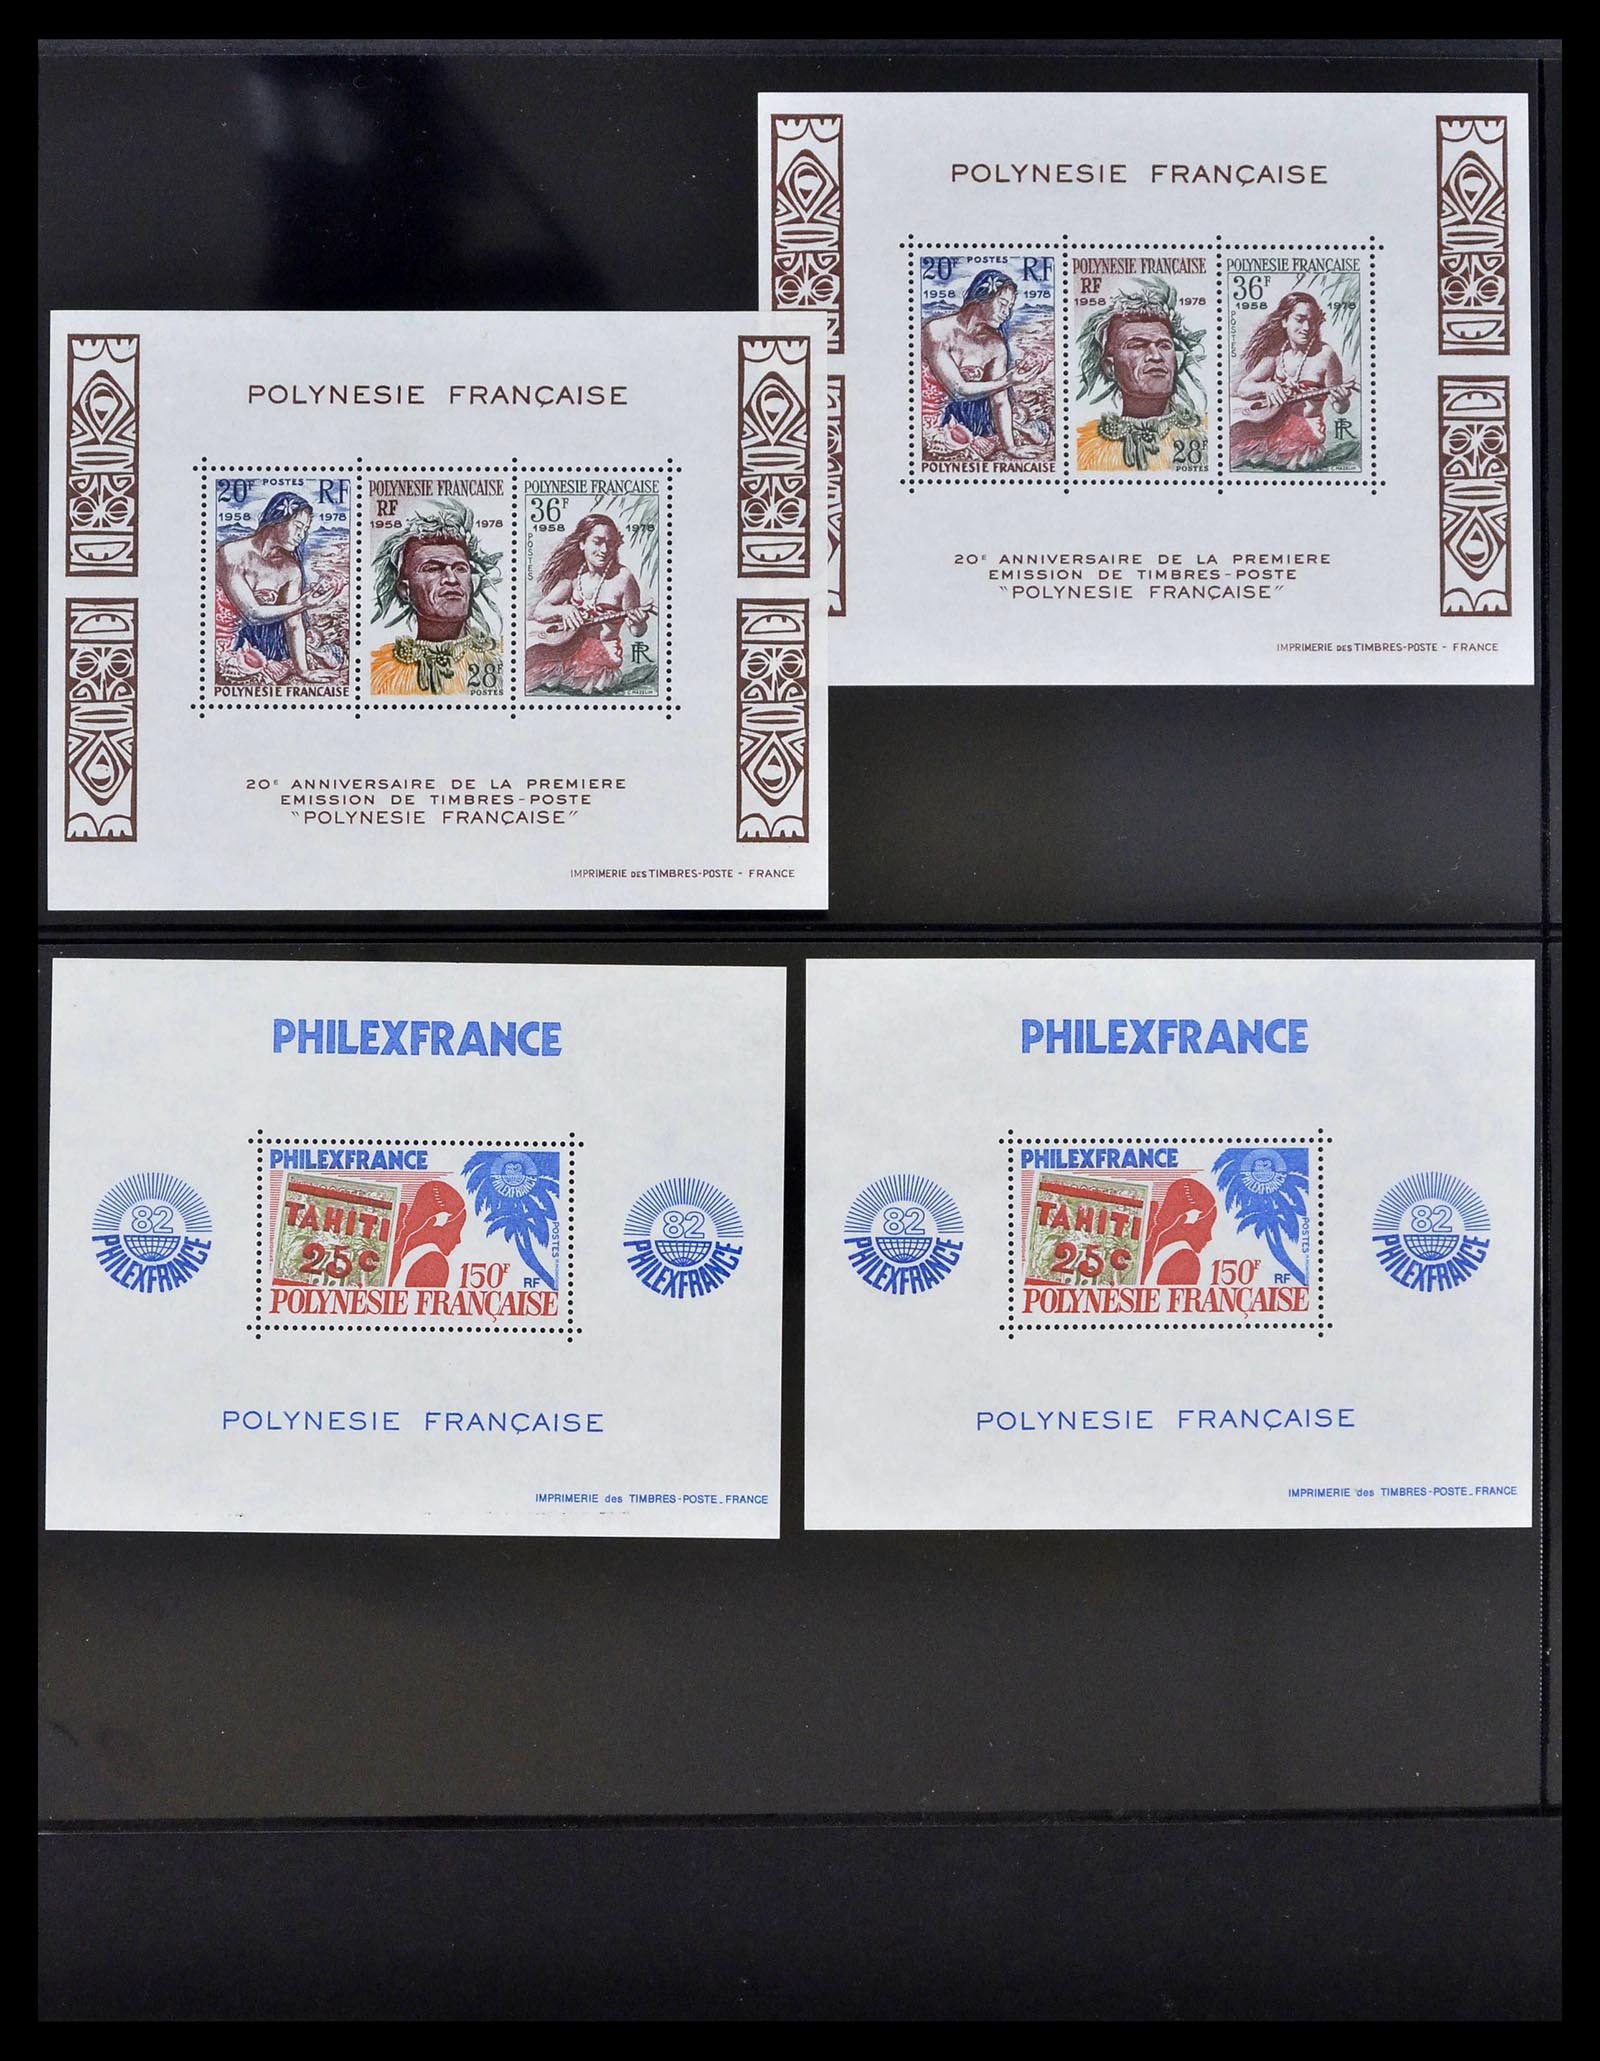 POLYNESIE FRANÇAISE
20F POSTES RF
1958 1978
POLYNESIE FRANÇAISE
POLYNESIE FRANÇAISE
RF
1958 1978
28F
POSTES
POLYNESIE FRANÇAISE
36F
1958 1978
POSTES
RF
C. HAZELIN
20E ANNIVERSAIRE DE LA PREMIERE
EMISSION DE TIMBRES-POSTE
"POLYNESIE FRANÇAISE"
IMPRIMERIE DES TIMBRES-POSTE - FRANCE
POLYNESIE FRANÇAISE
20F POSTES RF
1958 1978
POLYNESIE FRANÇAISE
POLYNESIE FRANÇAISE
RF
1958 1978
28F
POSTES
POLYNESIE FRANÇAISE
36F
1958 1978
POSTES
RF
C. HAZELIN
20E ANNIVERSAIRE DE LA PREMIERE
EMISSION DE TIMBRES-POSTE
"POLYNESIE FRANÇAISE"
IMPRIMERIE DES TIMBRES-POSTE - FRANCE
PHILEXFRANCE
PHILEXFRANCE
82
PHILEXFRANCE
TAHITI
25c
POSTES
150F
RF
POLYNESIE FRANÇAISE
82
PHILEXFRANCE
82
PHILEXFRANCE
POLYNESIE FRANÇAISE
IMPRIMERIE des TIMBRES-POSTE_FRANCE
PHILEXFRANCE
PHILEXFRANCE
82
PHILEXFRANCE
TAHITI
25c
POSTES
150F
RF
POLYNESIE FRANÇAISE
82
PHILEXFRANCE
82
PHILEXFRANCE
POLYNESIE FRANÇAISE
IMPRIMERIE des TIMBRES-POSTE_FRANCE